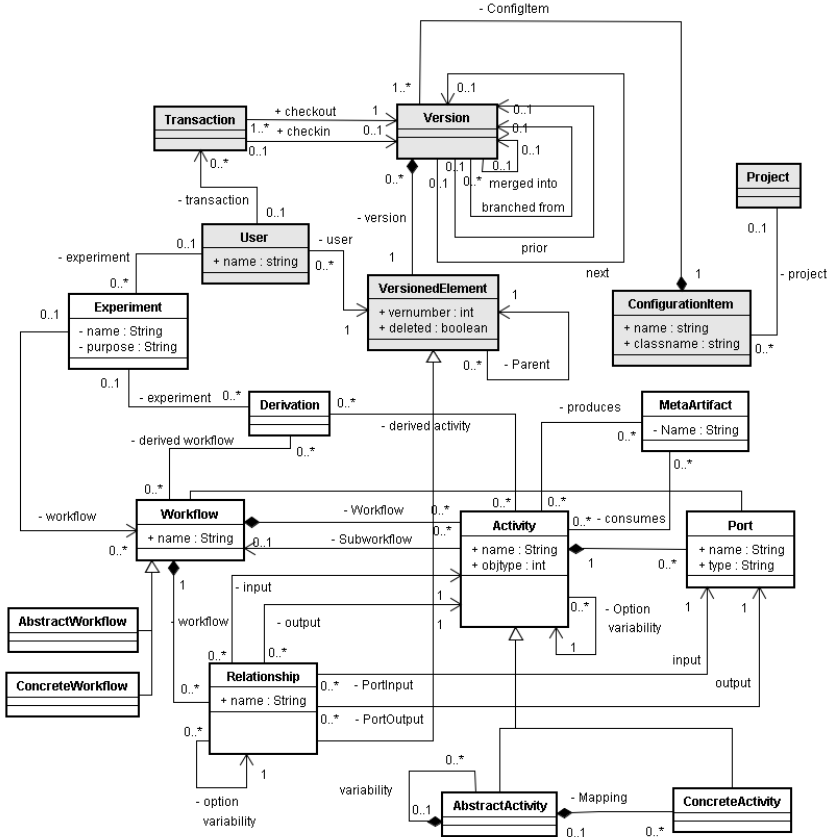 - ConfigItem
1..*
0..1
Transaction
+ checkout
1
Version
0..1
1..*
+ checkin
0..1
0..1
0..1
0..1
0..*
0..*
0..1
0..*
merged into
Project
- transaction
branched from
0..1
- version
0..1
User
- user
prior
+ name : string
0..*
- experiment
0..1
1
next
1
- project
0..*
VersionedElement
1
Experiment
+ vernumber : int
+ deleted : boolean
ConfigurationItem
0..1
- name : String
- purpose : String
1
+ name : string
+ classname : string
0..*
0..*
- Parent
0..1
- experiment
0..*
Derivation
0..*
- produces
MetaArtifact
- derived activity
0..*
- Name : String
- derived workflow
0..*
0..*
0..*
0..*
0..*
Workflow
- Workflow
0..*
Activity
0..*
- consumes
Port
- workflow
+ name : String
0..*
0..*
0..1
- Subworkflow
+ name : String
+ objtype : int
1
0..*
+ name : String
+ type : String
1
- input
1
0..*
- Option
variability
1
1
AbstractWorkflow
- workflow
- output
1
1
0..*
0..*
input
ConcreteWorkflow
Relationship
0..*
- PortInput
output
0..*
+ name : String
0..*
- PortOutput
0..*
1
- option
variability
0..*
variability
AbstractActivity
- Mapping
ConcreteActivity
0..1
0..1
0..*